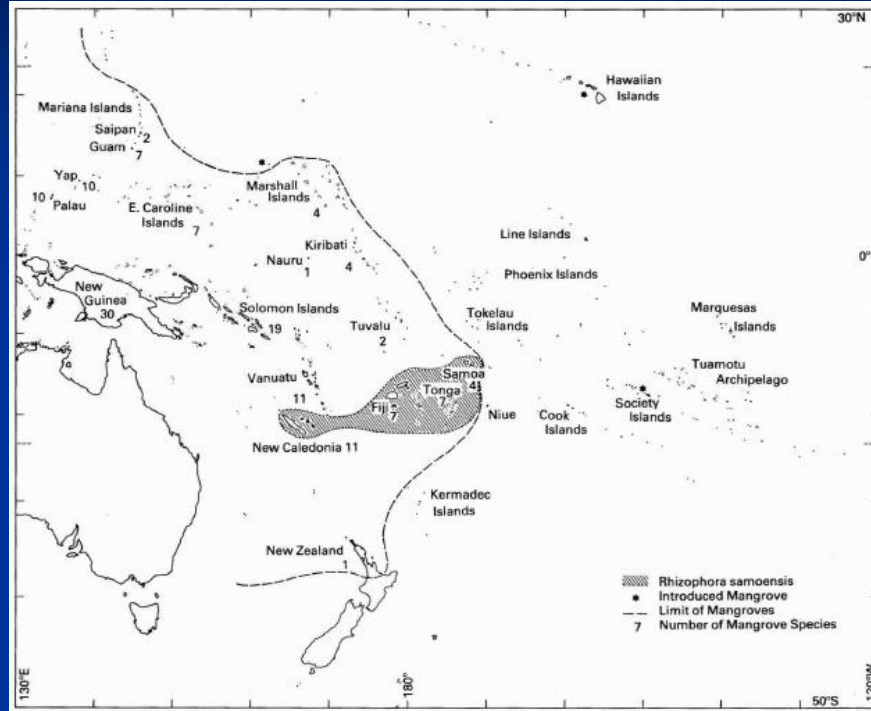 30°N
Hawaiian
Islands
Mariana Islands
Saipan
2
Guam
7
Yap
10
10
Palau
E. Caroline
Islands
7
Marshall
Islands
4
Line Islands
Kiribati
4
Nauru
1
0°
Phoenix Islands
New
Guinea
30
Solomon Islands
19
Tuvalu
2
Tokelau
Islands
Marquesas
Islands
Vanuatu
11
Samoa
4
Tonga
7
Fiji
7
Niue
Cook
Islands
Society
Islands
Tuamotu
Archipelago
New Caledonia 11
Kermadec
Islands
New Zealand
1
Rhizophora samoensis
Introduced Mangrove
Limit of Mangroves
7 Number of Mangrove Species
130°E
180°
120°W
50°S